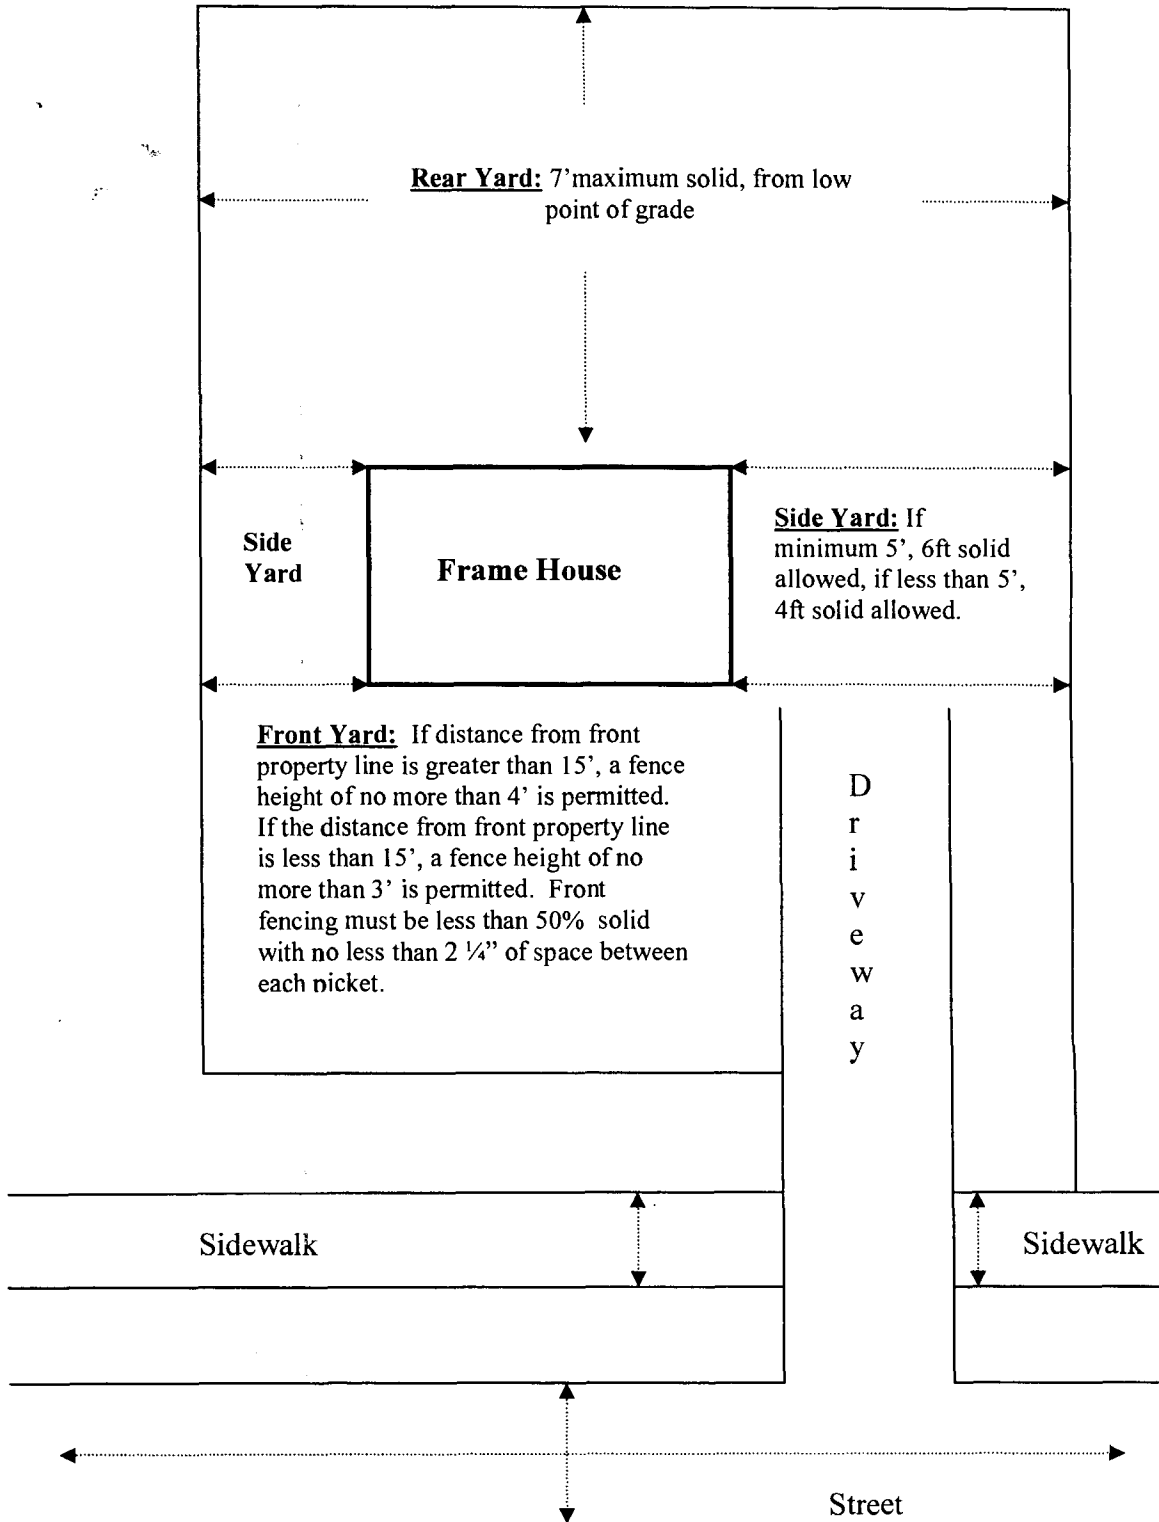 Rear Yard: 7'maximum solid, from low
point of grade
Side
Yard
Frame House
Side Yard: If
minimum 5', 6ft solid
allowed, if less than 5',
4ft solid allowed.
Front Yard: If distance from front
property line is greater than 15', a fence
height of no more than 4' is permitted.
If the distance from front property line
is less than 15', a fence height of no
more than 3' is permitted. Front
fencing must be less than 50% solid
with no less than 2 ¼" of space between
each picket.
D
r
i
v
e
w
a
y
Sidewalk
Sidewalk
Street